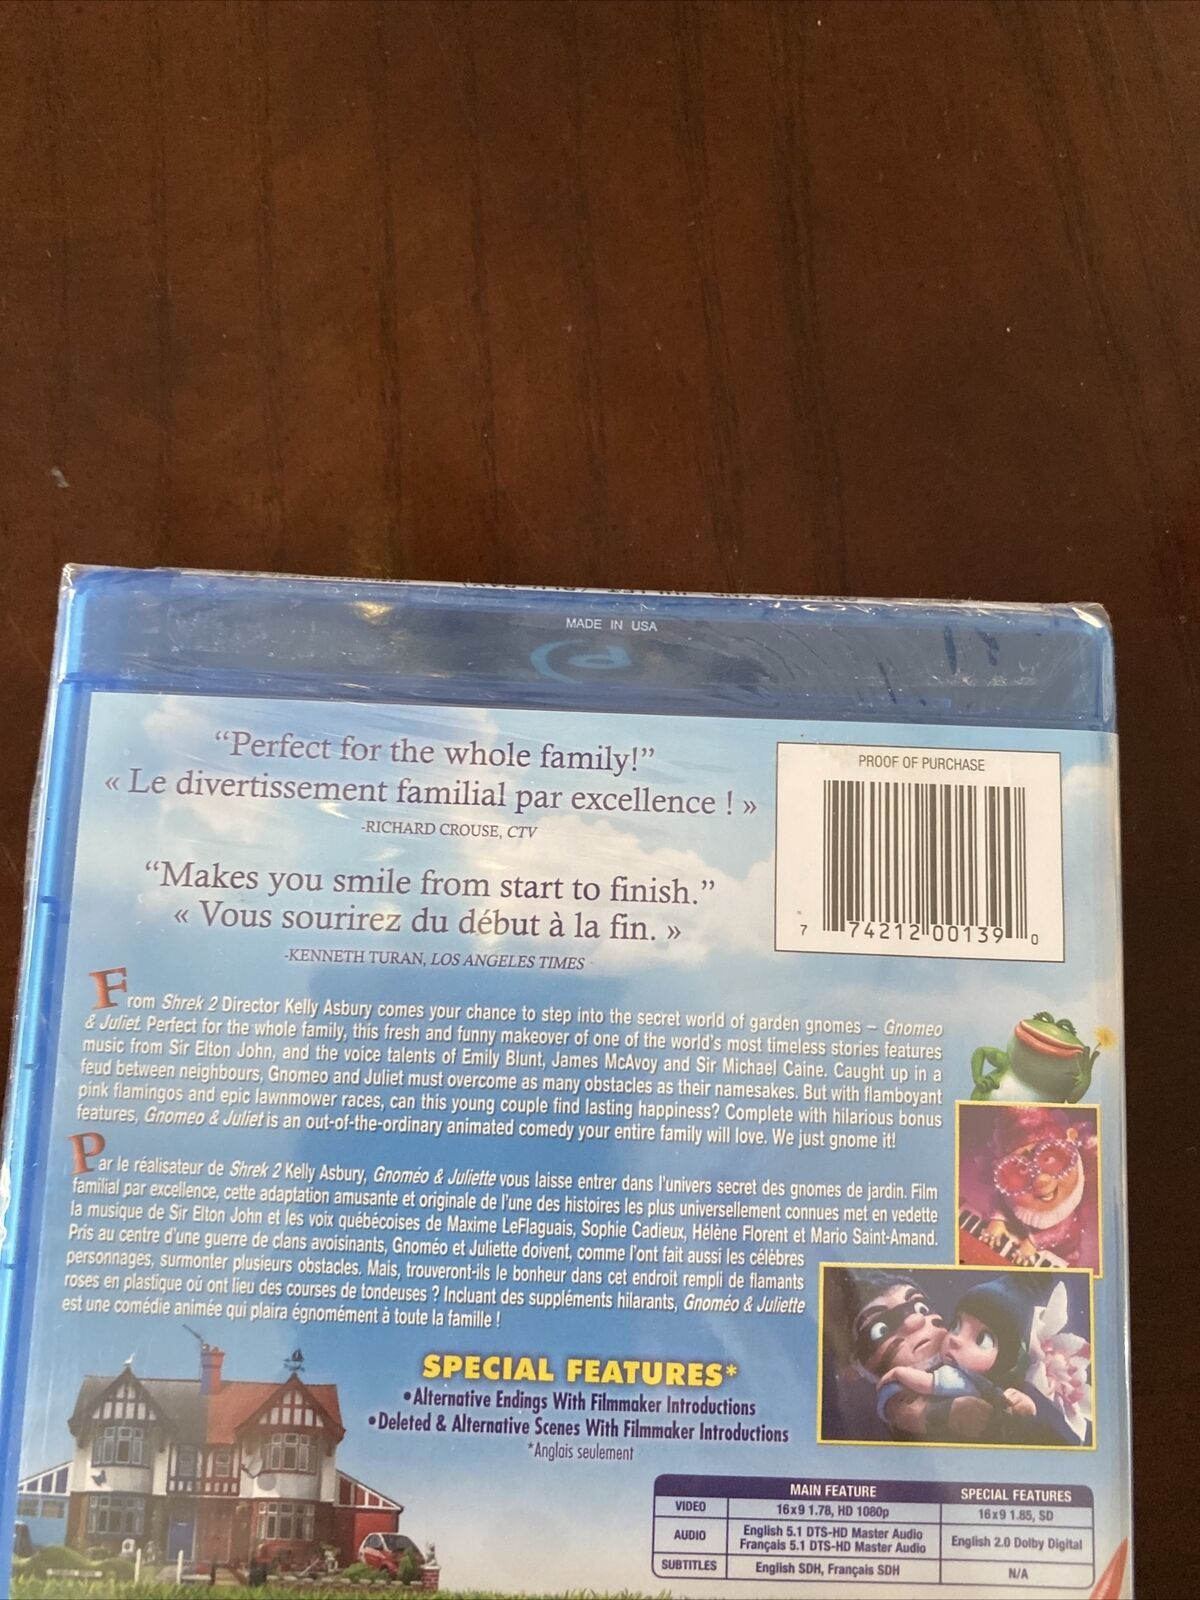 MADE IN USA
“Perfect for the whole family!”
« Le divertissement familial par excellence ! »
-RICHARD CROUSE, CTV
“Makes you smile from start to finish.”
« Vous sourirez du début à la fin. »
-KENNETH TURAN, LOS ANGELES TIMES
PROOF OF PURCHASE
7 74212 00139 0
From Shrek 2 Director Kelly Asbury comes your chance to step into the secret world of garden gnomes – Gnomeo
& Juliet. Perfect for the whole family, this fresh and funny makeover of one of the world's most timeless stories features
music from Sir Elton John, and the voice talents of Emily Blunt, James McAvoy and Sir Michael Caine. Caught up in a
feud between neighbours, Gnomeo and Juliet must overcome as many obstacles as their namesakes. But with flamboyant
pink flamingos and epic lawnmower races, can this young couple find lasting happiness? Complete with hilarious bonus
features, Gnomeo & Juliet is an out-of-the-ordinary animated comedy your entire family will love. We just gnome it!
Par le réalisateur de Shrek 2 Kelly Asbury, Gnoméo & Juliette vous laisse entrer dans l'univers secret des gnomes de jardin. Film
familial par excellence, cette adaptation amusante et originale de l'une des histoires les plus universellement connues met en vedette
la musique de Sir Elton John et les voix québécoises de Maxime LeFlaguais, Sophie Cadieux, Hélène Florent et Mario Saint-Amand.
Pris au centre d'une guerre de clans avoisinants, Gnoméo et Juliette doivent, comme l'ont fait aussi les célèbres
personnages, surmonter plusieurs obstacles. Mais, trouveront-ils le bonheur dans cet endroit rempli de flamants
roses en plastique où ont lieu des courses de tondeuses ? Incluant des suppléments hilarants, Gnoméo & Juliette
est une comédie animée qui plaira égnomément à toute la famille !
SPECIAL FEATURES*
•Alternative Endings With Filmmaker Introductions
•Deleted & Alternative Scenes With Filmmaker Introductions
*Anglais seulement
MAIN FEATURE SPECIAL FEATURES
VIDEO 16x9 1.78, HD 1080p 16x9 1.85, SD
AUDIO English 5.1 DTS-HD Master Audio English 2.0 Dolby Digital
Français 5.1 DTS-HD Master Audio
SUBTITLES English SDH, Français SDH N/A